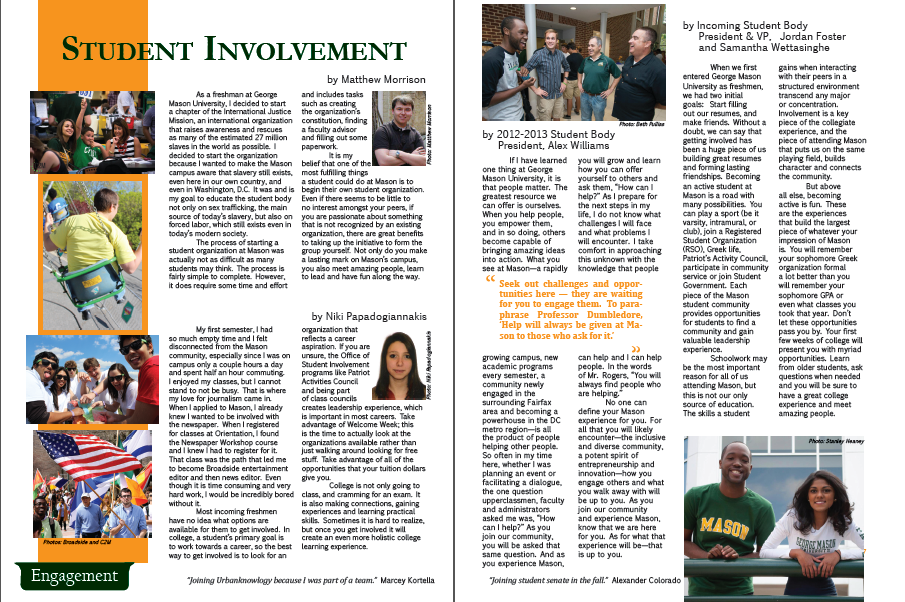 STUDENT INVOLVEMENT
by Matthew Morrison
As a freshman at George
Mason University, I decided to start
a chapter of the International Justice
Mission, an international organization
that raises awareness and rescues
as many of the estimated 27 million
slaves in the world as possible. I
decided to start the organization
because I wanted to make the Mason
campus aware that slavery still exists,
even here in our own country, and
even in Washington, D.C. It was and is
my goal to educate the student body
not only on sex trafficking, the main
source of today's slavery, but also on
forced labor, which still exists even in
today's modern society.
The process of starting a
student organization at Mason was
actually not as difficult as many
students may think. The process is
fairly simple to complete. However,
it does require some time and effort
and includes tasks
such as creating
the organization's
constitution, finding
a faculty advisor
and filling out some
paperwork.
It is my
belief that one of the
most fulfilling things
a student could do at Mason is to
begin their own student organization.
Even if there seems to be little to
no interest amongst your peers, if
you are passionate about something
that is not recognized by an existing
organization, there are great benefits
to taking up the initiative to form the
group yourself. Not only do you make
a lasting mark on Mason's campus,
you also meet amazing people, learn
to lead and have fun along the way.
Photo: Matthew Morrison
by Niki Papadogiannakis
My first semester, I had
so much empty time and I felt
disconnected from the Mason
community, especially since I was on
campus only a couple hours a day
and spent half an hour commuting.
I enjoyed my classes, but I cannot
stand to not be busy. That is where
my love for journalism came in.
When I applied to Mason, I already
knew I wanted to be involved with
the newspaper. When I registered
for classes at Orientation, I found
the Newspaper Workshop course
and I knew I had to register for it.
That class was the path that led me
to become Broadside entertainment
editor and then news editor. Even
though it is time consuming and very
hard work, I would be incredibly bored
without it.
Most incoming freshmen
have no idea what options are
available for them to get involved. In
college, a student's primary goal is
to work towards a career, so the best
way to get involved is to look for an
organization that
reflects a career
aspiration. If you are
unsure, the Office of
Student Involvement
programs like Patriot
Activities Council
and being part
of class councils
creates leadership experience, which
is important in most careers. Take
advantage of Welcome Week; this
is the time to actually look at the
organizations available rather than
just walking around looking for free
stuff. Take advantage of all of the
opportunities that your tuition dollars
give you.
College is not only going to
class, and cramming for an exam. It
is also making connections, gaining
experiences and learning practical
skills. Sometimes it is hard to realize,
but once you get involved it will
create an even more holistic college
learning experience.
Photo: Niki Papadogiannakis
Photos: Broadside and C2M
Engagement
"Joining Urbanknowlogy because I was part of a team." Marcey Kortella
Photo: Beth Pullias
by 2012-2013 Student Body
President, Alex Williams
If I have learned
one thing at George
Mason University, it is
that people matter. The
greatest resource we
can offer is ourselves.
When you help people,
you empower them,
and in so doing, others
become capable of
bringing amazing ideas
into action. What you
see at Mason—a rapidly
you will grow and learn
how you can offer
yourself to others and
ask them, "How can I
help?" As I prepare for
the next steps in my
life, I do not know what
challenges I will face
and what problems I
will encounter. I take
comfort in approaching
this unknown with the
knowledge that people
“ Seek out challenges and oppor-
tunities here — they are waiting
for you to engage them. To para-
phrase Professor Dumbledore,
'Help will always be given at Ma-
son to those who ask for it.'
”
growing campus, new
academic programs
every semester, a
community newly
engaged in the
surrounding Fairfax
area and becoming a
powerhouse in the DC
metro region—is all
the product of people
helping other people.
So often in my time
here, whether I was
planning an event or
facilitating a dialogue,
the one question
upperclassmen, faculty
and administrators
asked me was, "How
can I help?" As you
join our community,
you will be asked that
same question. And as
you experience Mason,
can help and I can help
people. In the words
of Mr. Rogers, "You will
always find people who
are helping."
No one can
define your Mason
experience for you. For
all that you will likely
encounter—the inclusive
and diverse community,
a potent spirit of
entrepreneurship and
innovation—how you
engage others and what
you walk away with will
be up to you. As you
join our community
and experience Mason,
know that we are here
for you. As for what that
experience will be—that
is up to you.
by Incoming Student Body
President & VP, Jordan Foster
and Samantha Wettasinghe
When we first
entered George Mason
University as freshmen,
we had two initial
goals: Start filling
out our resumes, and
make friends. Without a
doubt, we can say that
getting involved has
been a huge piece of us
building great resumes
and forming lasting
friendships. Becoming
an active student at
Mason is a road with
many possibilities. You
can play a sport (be it
varsity, intramural, or
club), join a Registered
Student Organization
(RSO), Greek life,
Patriot's Activity Council,
participate in community
service or join Student
Government. Each
piece of the Mason
student community
provides opportunities
for students to find a
community and gain
valuable leadership
experience.
Schoolwork may
be the most important
reason for all of us
attending Mason, but
this is not our only
source of education.
The skills a student
gains when interacting
with their peers in a
structured environment
transcend any major
or concentration.
Involvement is a key
piece of the collegiate
experience, and the
piece of attending Mason
that puts us on the same
playing field, builds
character and connects
the community.
But above
all else, becoming
active is fun. These
are the experiences
that build the largest
piece of whatever your
impression of Mason
is. You will remember
your sophomore Greek
organization formal
a lot better than you
will remember your
sophomore GPA or
even what classes you
took that year. Don't
let these opportunities
pass you by. Your first
few weeks of college will
present you with myriad
opportunities. Learn
from older students, ask
questions when needed
and you will be sure to
have a great college
experience and meet
amazing people.
Photo: Stanley Heaney
MASON
GEORGE MASON
"Joining student senate in the fall." Alexander Colorado